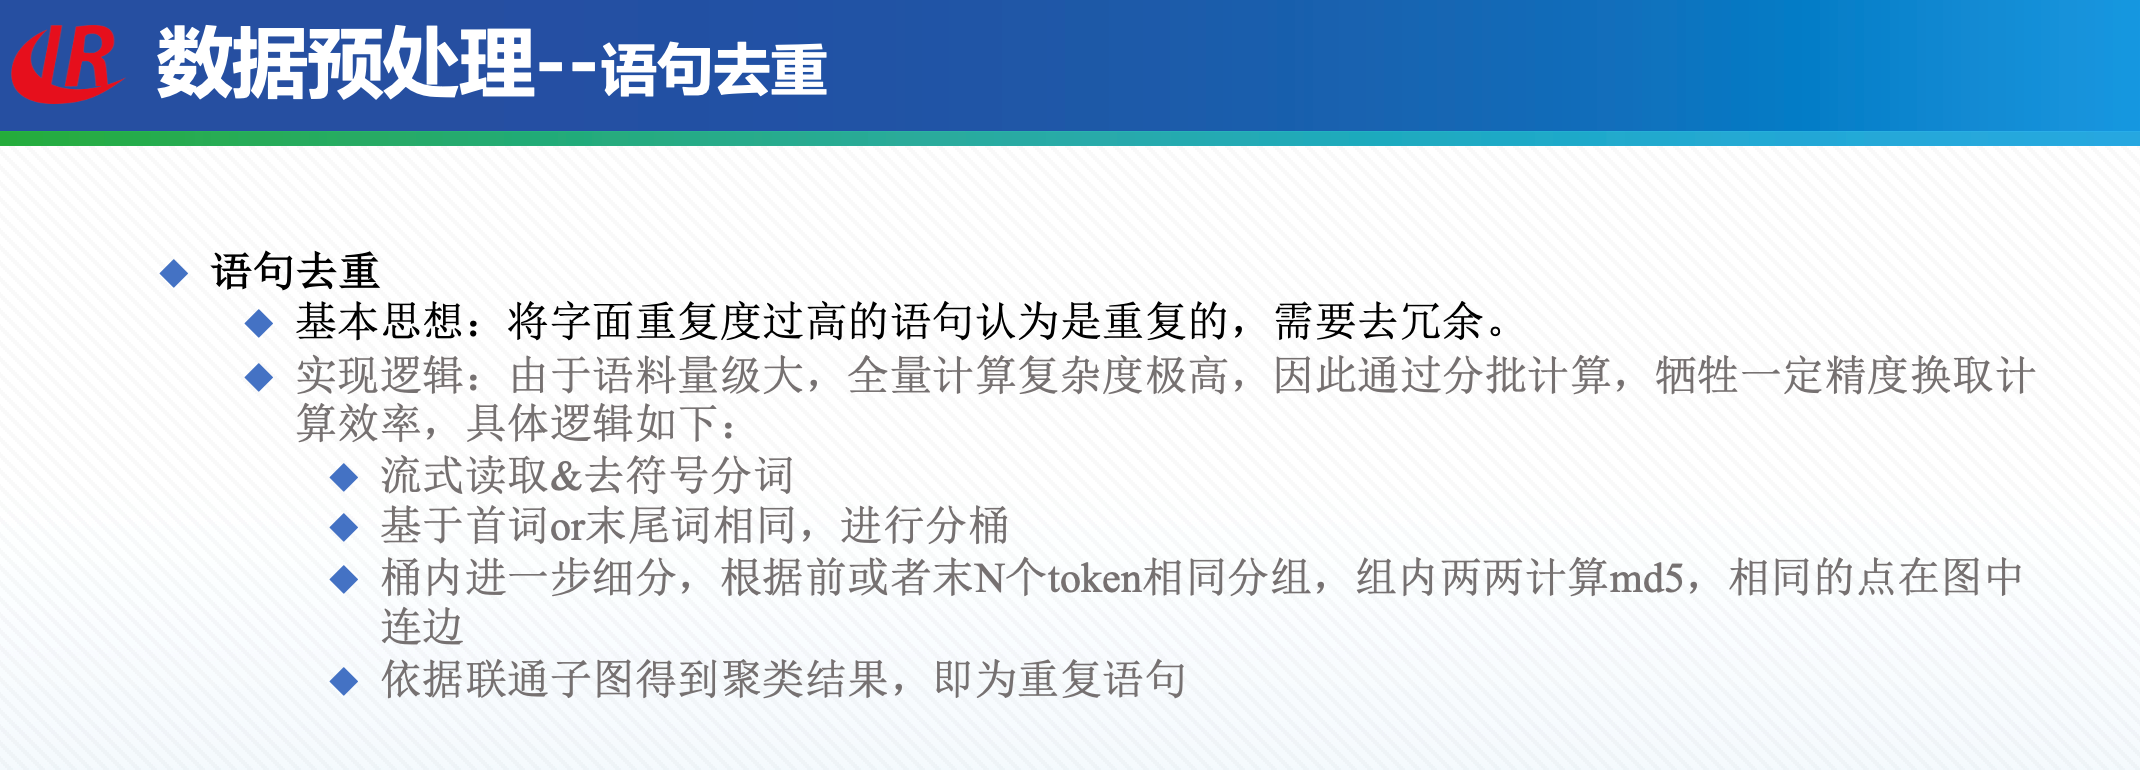 IR
数据预处理--语句去重
语句去重
基本思想：将字面重复度过高的语句认为是重复的，需要去冗余。
实现逻辑：由于语料量级大，全量计算复杂度极高，因此通过分批计算，牺牲一定精度换取计
算效率，具体逻辑如下：
流式读取&去符号分词
基于首词or末尾词相同，进行分桶
桶内进一步细分，根据前或者末N个token相同分组，组内两两计算md5，相同的点在图中
连边
依据联通子图得到聚类结果，即为重复语句